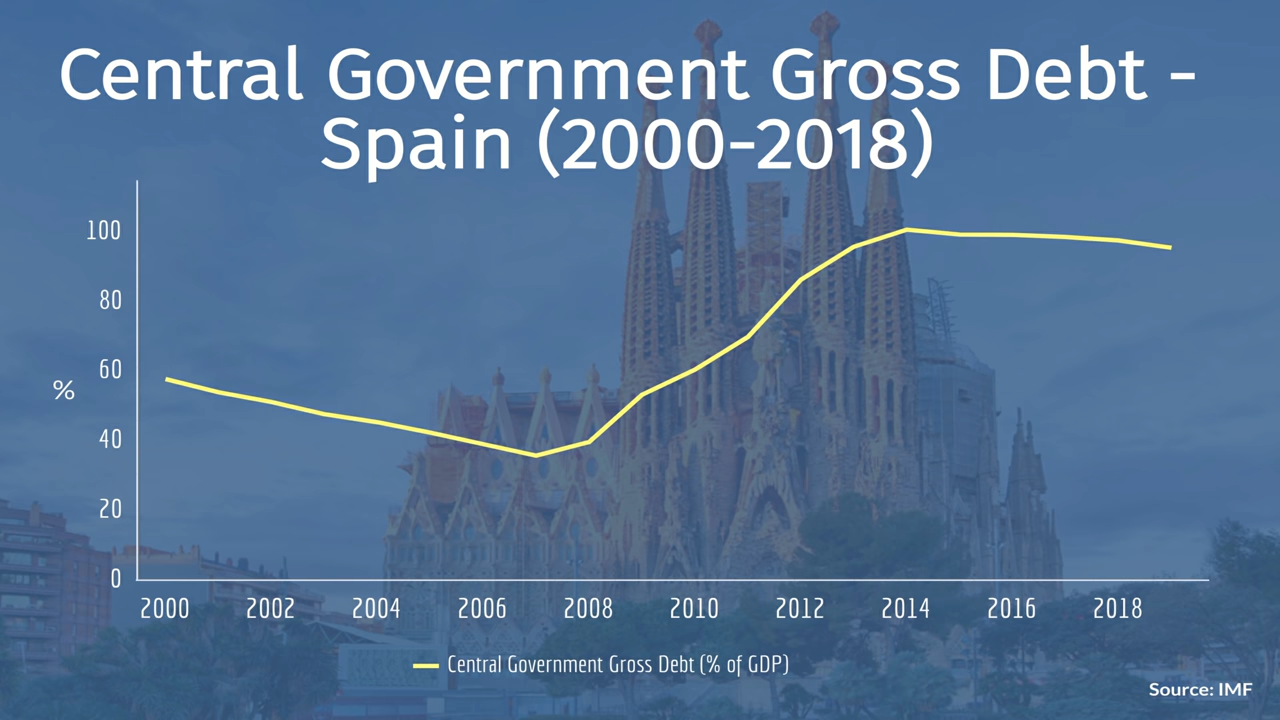 Central Government Gross Debt -
Spain (2000-2018)
100
80
60
%
40
20
0
2000 2002 2004 2006 2008 2010 2012 2014 2016 2018
Central Government Gross Debt (% of GDP)
Source: IMF